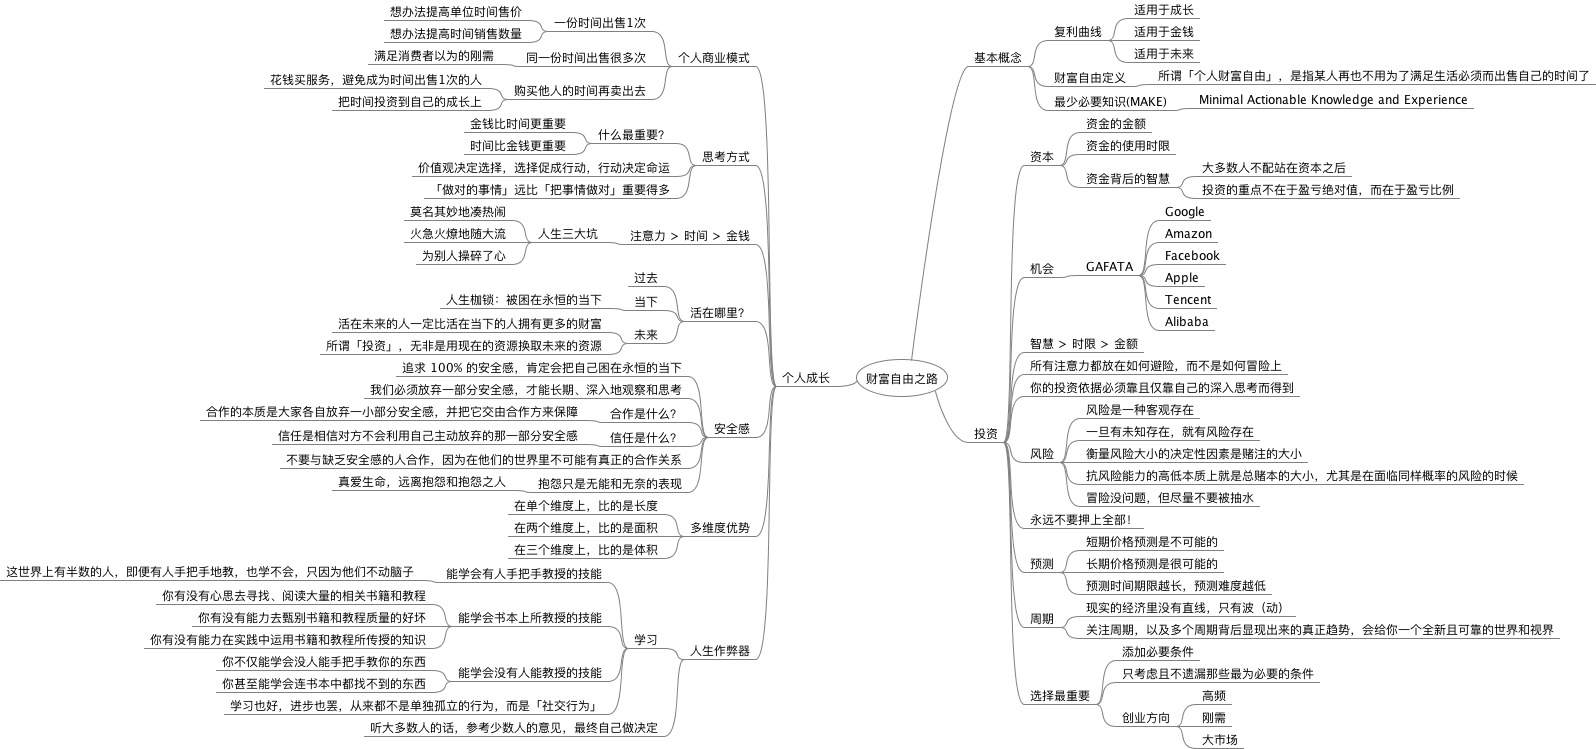 财富自由之路
基本概念
复利曲线
适用于成长
适用于金钱
适用于未来
财富自由定义
所谓「个人财富自由」，是指某人再也不用为了满足生活必须而出售自己的时间了
最少必要知识(MAKE)
Minimal Actionable Knowledge and Experience
投资
资本
资金的金额
资金的使用时限
资金背后的智慧
大多数人不配站在资本之后
投资的重点不在于盈亏绝对值，而在于盈亏比例
机会
GAFATA
Google
Amazon
Facebook
Apple
Tencent
Alibaba
智慧 > 时限 > 金额
所有注意力都放在如何避险，而不是如何冒险上
你的投资依据必须靠且仅靠自己的深入思考而得到
风险
风险是一种客观存在
一旦有未知存在，就有风险存在
衡量风险大小的决定性因素是赌注的大小
抗风险能力的高低本质上就是总赌本的大小，尤其是在面临同样概率的风险的时候
冒险没问题，但尽量不要被抽水
永远不要押上全部！
预测
短期价格预测是不可能的
长期价格预测是很可能的
预测时间期限越长，预测难度越低
周期
现实的经济里没有直线，只有波（动）
关注周期，以及多个周期背后显现出来的真正趋势，会给你一个全新且可靠的世界和视界
选择最重要
添加必要条件
只考虑且不遗漏那些最为必要的条件
创业方向
高频
刚需
大市场
个人成长
个人商业模式
一份时间出售1次
想办法提高单位时间售价
想办法提高时间销售数量
同一份时间出售很多次
满足消费者以为的刚需
购买他人的时间再卖出去
花钱买服务，避免成为时间出售1次的人
把时间投资到自己的成长上
思考方式
什么最重要？
金钱比时间更重要
时间比金钱更重要
价值观决定选择，选择促成行动，行动决定命运
「做对的事情」远比「把事情做对」重要得多
注意力 > 时间 > 金钱
人生三大坑
莫名其妙地凑热闹
火急火燎地随大流
为别人操碎了心
活在哪里？
过去
当下
人生枷锁：被困在永恒的当下
未来
活在未来的人一定比活在当下的人拥有更多的财富
所谓「投资」，无非是用现在的资源换取未来的资源
安全感
追求 100% 的安全感，肯定会把自己困在永恒的当下
我们必须放弃一部分安全感，才能长期、深入地观察和思考
合作是什么？
合作的本质是大家各自放弃一小部分安全感，并把它交由合作方来保障
信任是什么？
信任是相信对方不会利用自己主动放弃的那一部分安全感
不要与缺乏安全感的人合作，因为在他们的世界里不可能有真正的合作关系
抱怨只是无能和无奈的表现
真爱生命，远离抱怨和抱怨之人
多维度优势
在单个维度上，比的是长度
在两个维度上，比的是面积
在三个维度上，比的是体积
人生作弊器
学习
能学会有人手把手教授的技能
这世界上有半数的人，即便有人手把手地教，也学不会，只因为他们不动脑子
能学会书本上所教授的技能
你有没有心思去寻找、阅读大量的相关书籍和教程
你有没有能力去甄别书籍和教程质量的好坏
你有没有能力在实践中运用书籍和教程所传授的知识
能学会没有人能教授的技能
你不仅能学会没人能手把手教你的东西
你甚至能学会连书本中都找不到的东西
学习也好，进步也罢，从来都不是单独孤立的行为，而是「社交行为」
听大多数人的话，参考少数人的意见，最终自己做决定